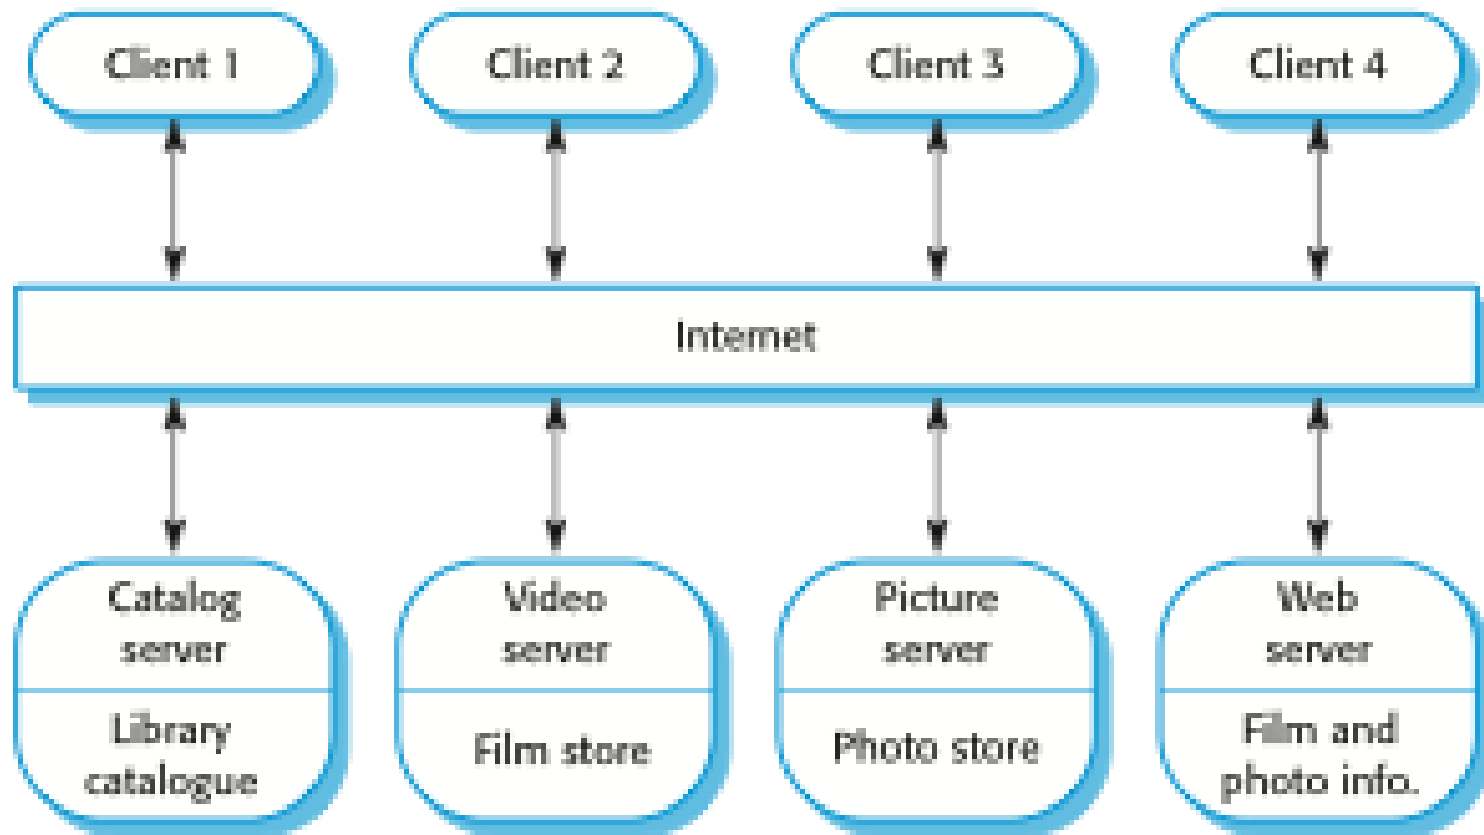 Client 1
Client 2
Client 3
Client 4
Internet
Catalog
server
Library
catalogue
Video
server
Film store
Picture
server
Photo store
Web
server
Film and
photo info.